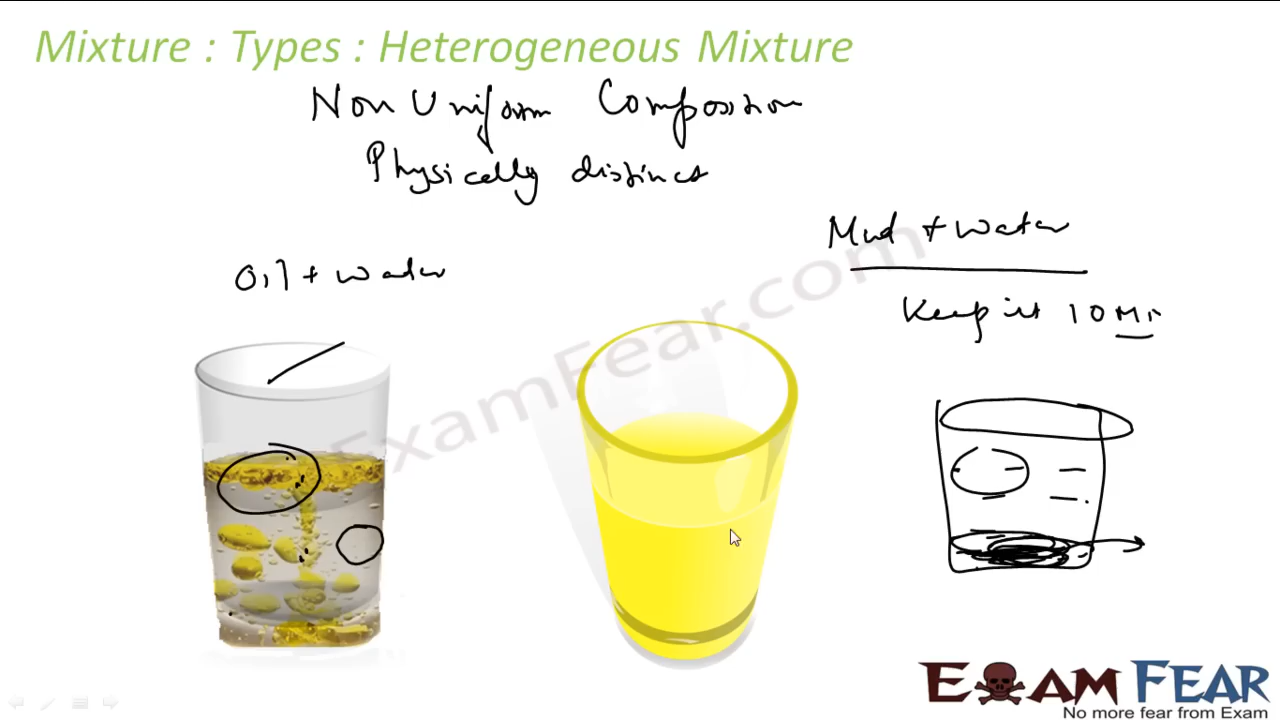 Mixture : Types : Heterogeneous Mixture
Non Uniform Composition
Physically distinct
Mud + Water
Oil + Water
Keep it 10 Mi
ExamFear.com
EXAM FEAR
No more fear from Exam